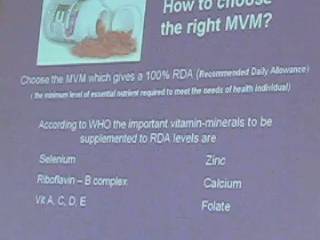 How to choose
the right MVM?
Choose the MVM which gives a 100% RDA (Recommended Daily Allowance)
( the minimum level of essential nutrient required to meet the needs of health individual)
According to WHO the important vitamin-minerals to be
supplemented to RDA levels are
Selenium
Zinc
Riboflavin – B complex
Calcium
Vit A, C, D, E
Folate